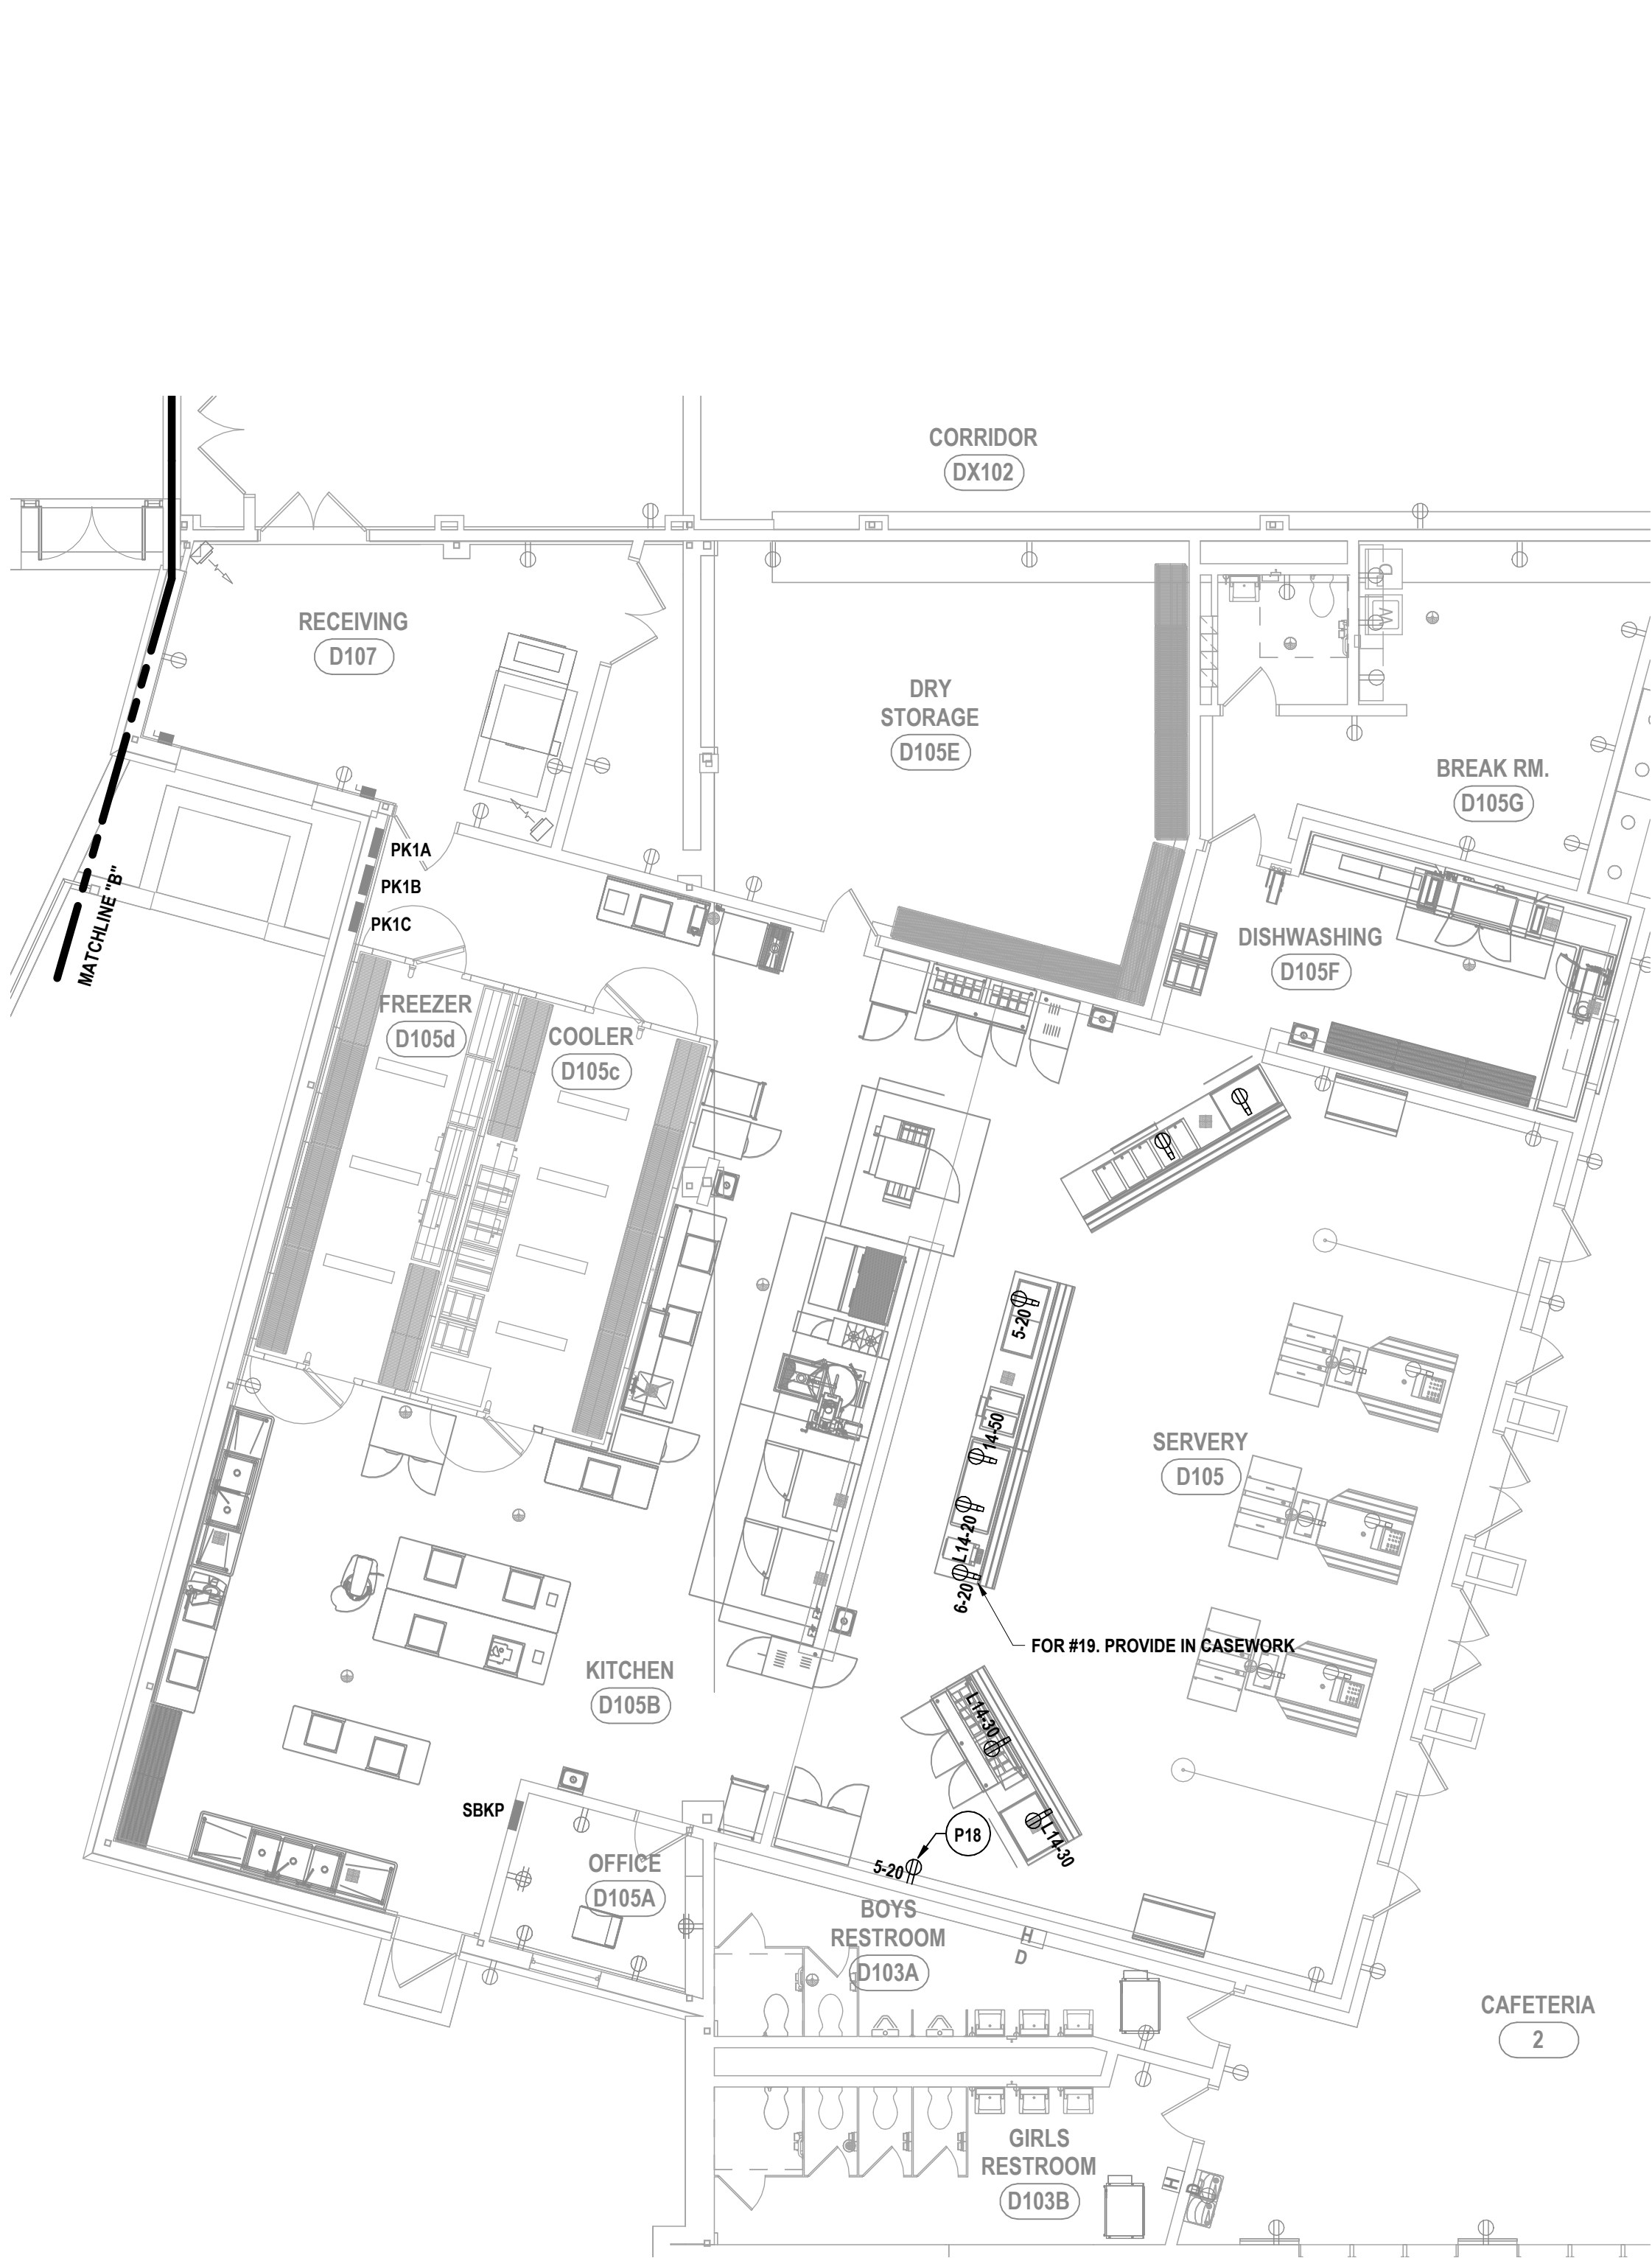 CORRIDOR
DX102
RECEIVING
D107
DRY
STORAGE
D105E
D
W
BREAK RM.
D105G
PK1A
PK1B
PK1C
MATCHLINE "B"
DISHWASHING
D105F
FREEZER
D105d
COOLER
D105c
5-20
14-50
SERVERY
D105
L14-20
6-20
FOR #19. PROVIDE IN CASEWORK
KITCHEN
D105B
L14-30
SBKP
P18
L14-30
5-20
OFFICE
D105A
BOYS
RESTROOM
D103A
H
D
CAFETERIA
2
GIRLS
RESTROOM
D103B
H
D